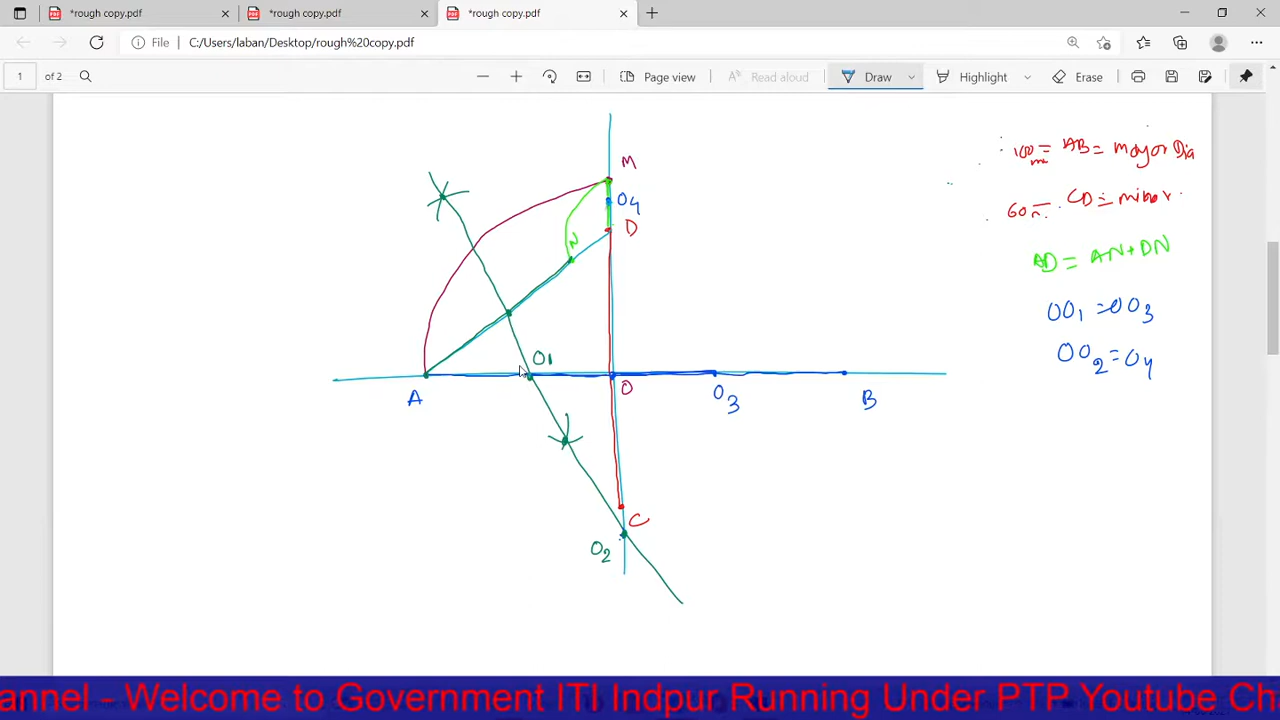 *rough copy.pdf
*rough copy.pdf
*rough copy.pdf
File
C:/Users/laban/Desktop/rough%20copy.pdf
1
of 2
Page view
Read aloud
Draw
Highlight
Erase
M
O4
D
N
O1
A
O
O3
B
C
O2
100 = AB = major Dia
60 = CD = minor
AD = AN + DN
OO1 = OO3
OO2 = O4
annel - Welcome to Government ITI Indpur Running Under PTP Youtube Ch